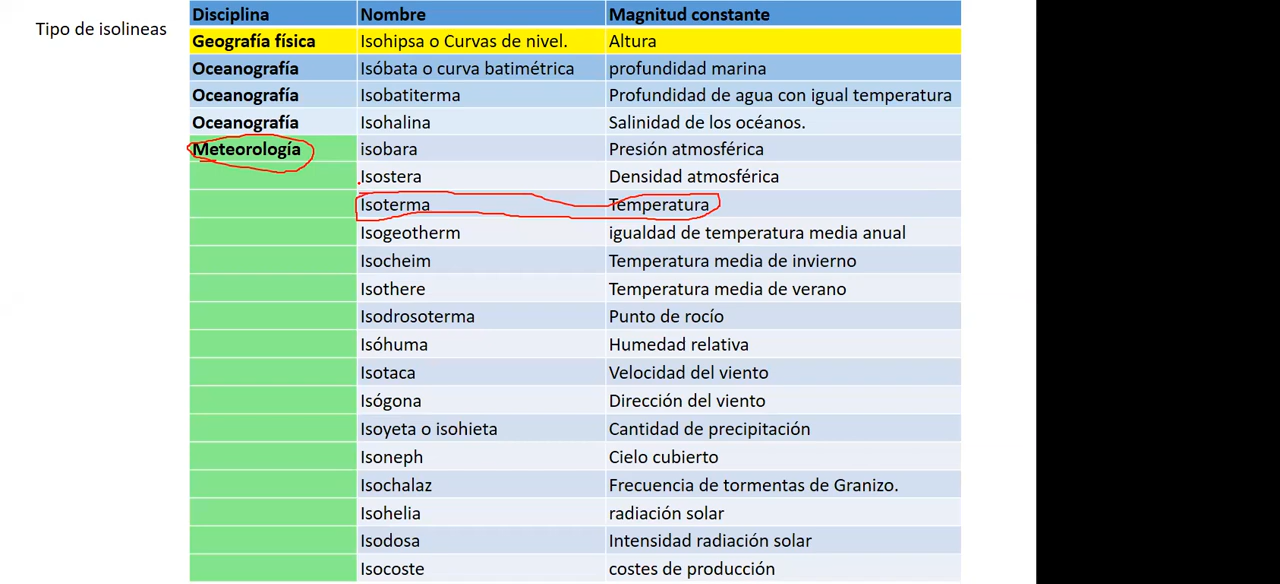 Tipo de isolineas
Disciplina Nombre Magnitud constante
Geografía física Isohipsa o Curvas de nivel. Altura
Oceanografía Isóbata o curva batimétrica profundidad marina
Oceanografía Isobatiterma Profundidad de agua con igual temperatura
Oceanografía Isohalina Salinidad de los océanos.
Meteorología isobara Presión atmosférica
Isostera Densidad atmosférica
Isoterma Temperatura
Isogeotherm igualdad de temperatura media anual
Isocheim Temperatura media de invierno
Isothere Temperatura media de verano
Isodrosoterma Punto de rocío
Isóhuma Humedad relativa
Isotaca Velocidad del viento
Isógona Dirección del viento
Isoyeta o isohieta Cantidad de precipitación
Isoneph Cielo cubierto
Isochalaz Frecuencia de tormentas de Granizo.
Isohelia radiación solar
Isodosa Intensidad radiación solar
Isocoste costes de producción